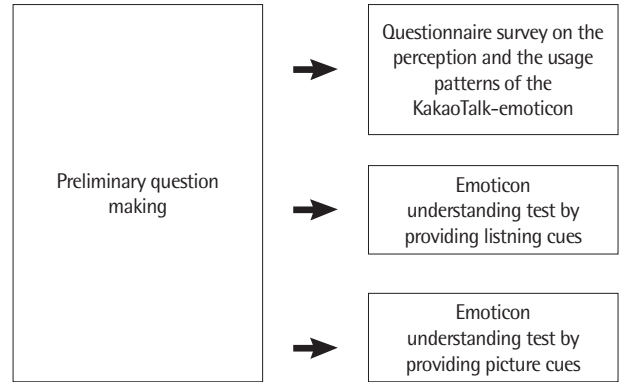 Preliminary question
making
Questionnaire survey on the
perception and the usage
patterns of the
KakaoTalk-emoticon
Emoticon
understanding test by
providing listning cues
Emoticon
understanding test by
providing picture cues